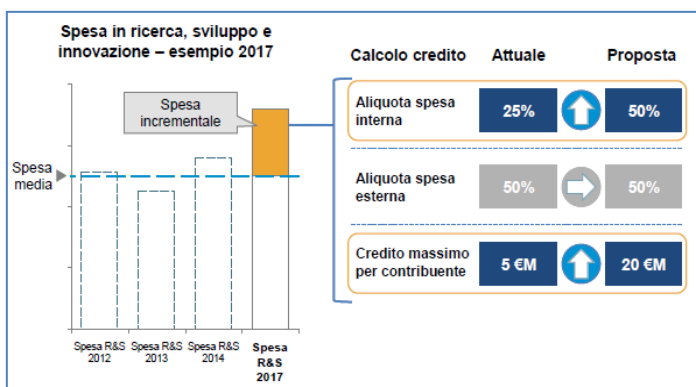 Spesa in ricerca, sviluppo e
innovazione – esempio 2017
Spesa
incrementale
Spesa
media
Spesa R&S
2012
Spesa R&S
2013
Spesa R&S
2014
Spesa
R&S
2017
Calcolo credito Attuale Proposta
Aliquota spesa
interna
25% 50%
Aliquota spesa
esterna
50% 50%
Credito massimo
per contribuente
5 €M 20 €M